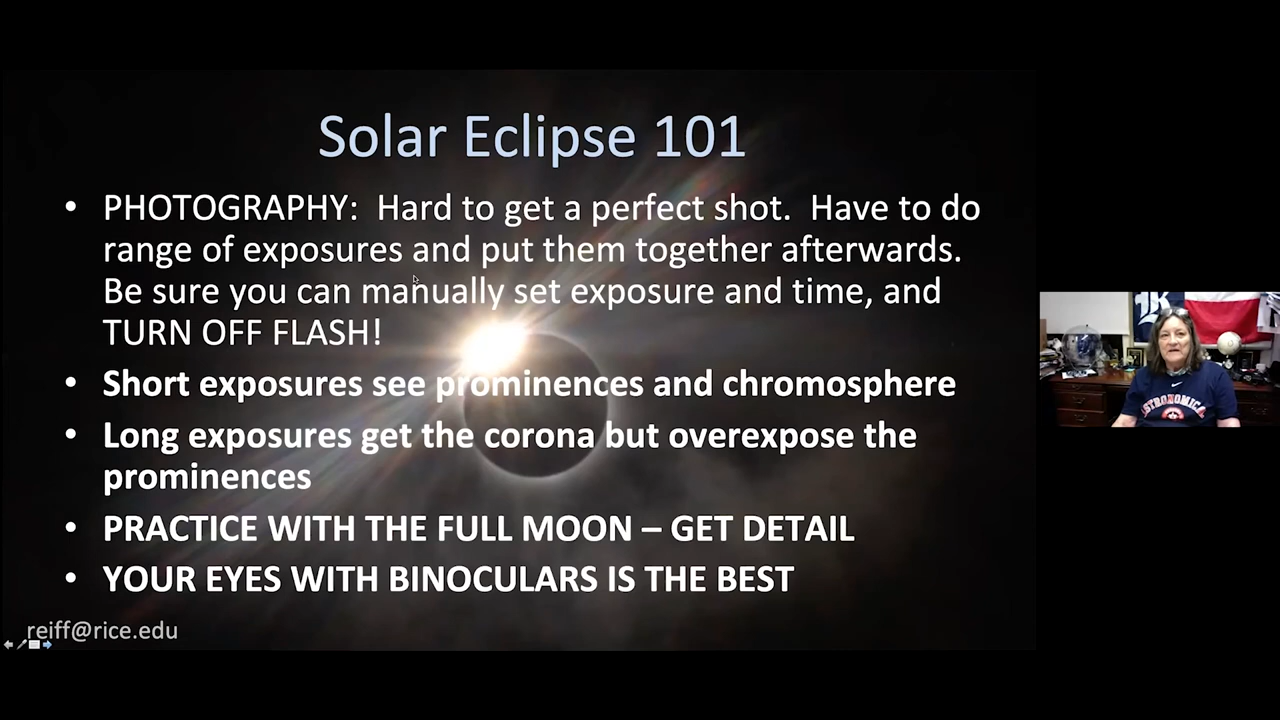 Solar Eclipse 101
• PHOTOGRAPHY:  Hard to get a perfect shot.  Have to do
range of exposures and put them together afterwards.
Be sure you can manually set exposure and time, and
TURN OFF FLASH!
• Short exposures see prominences and chromosphere
• Long exposures get the corona but overexpose the
prominences
• PRACTICE WITH THE FULL MOON – GET DETAIL
• YOUR EYES WITH BINOCULARS IS THE BEST
reiff@rice.edu
R
ASTRONOMICAL